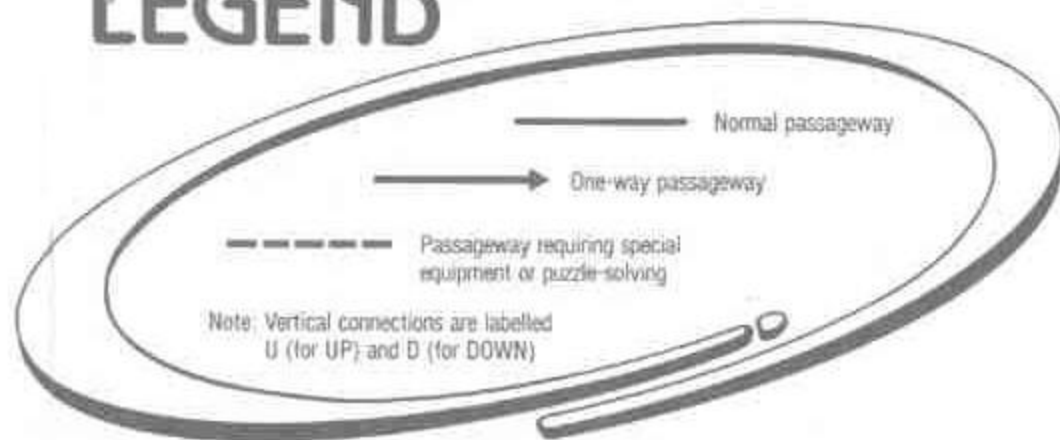 LEGEND
Normal passageway
One-way passageway
Passageway requiring special
equipment or puzzle-solving
Note: Vertical connections are labelled
U (for UP) and D (for DOWN)